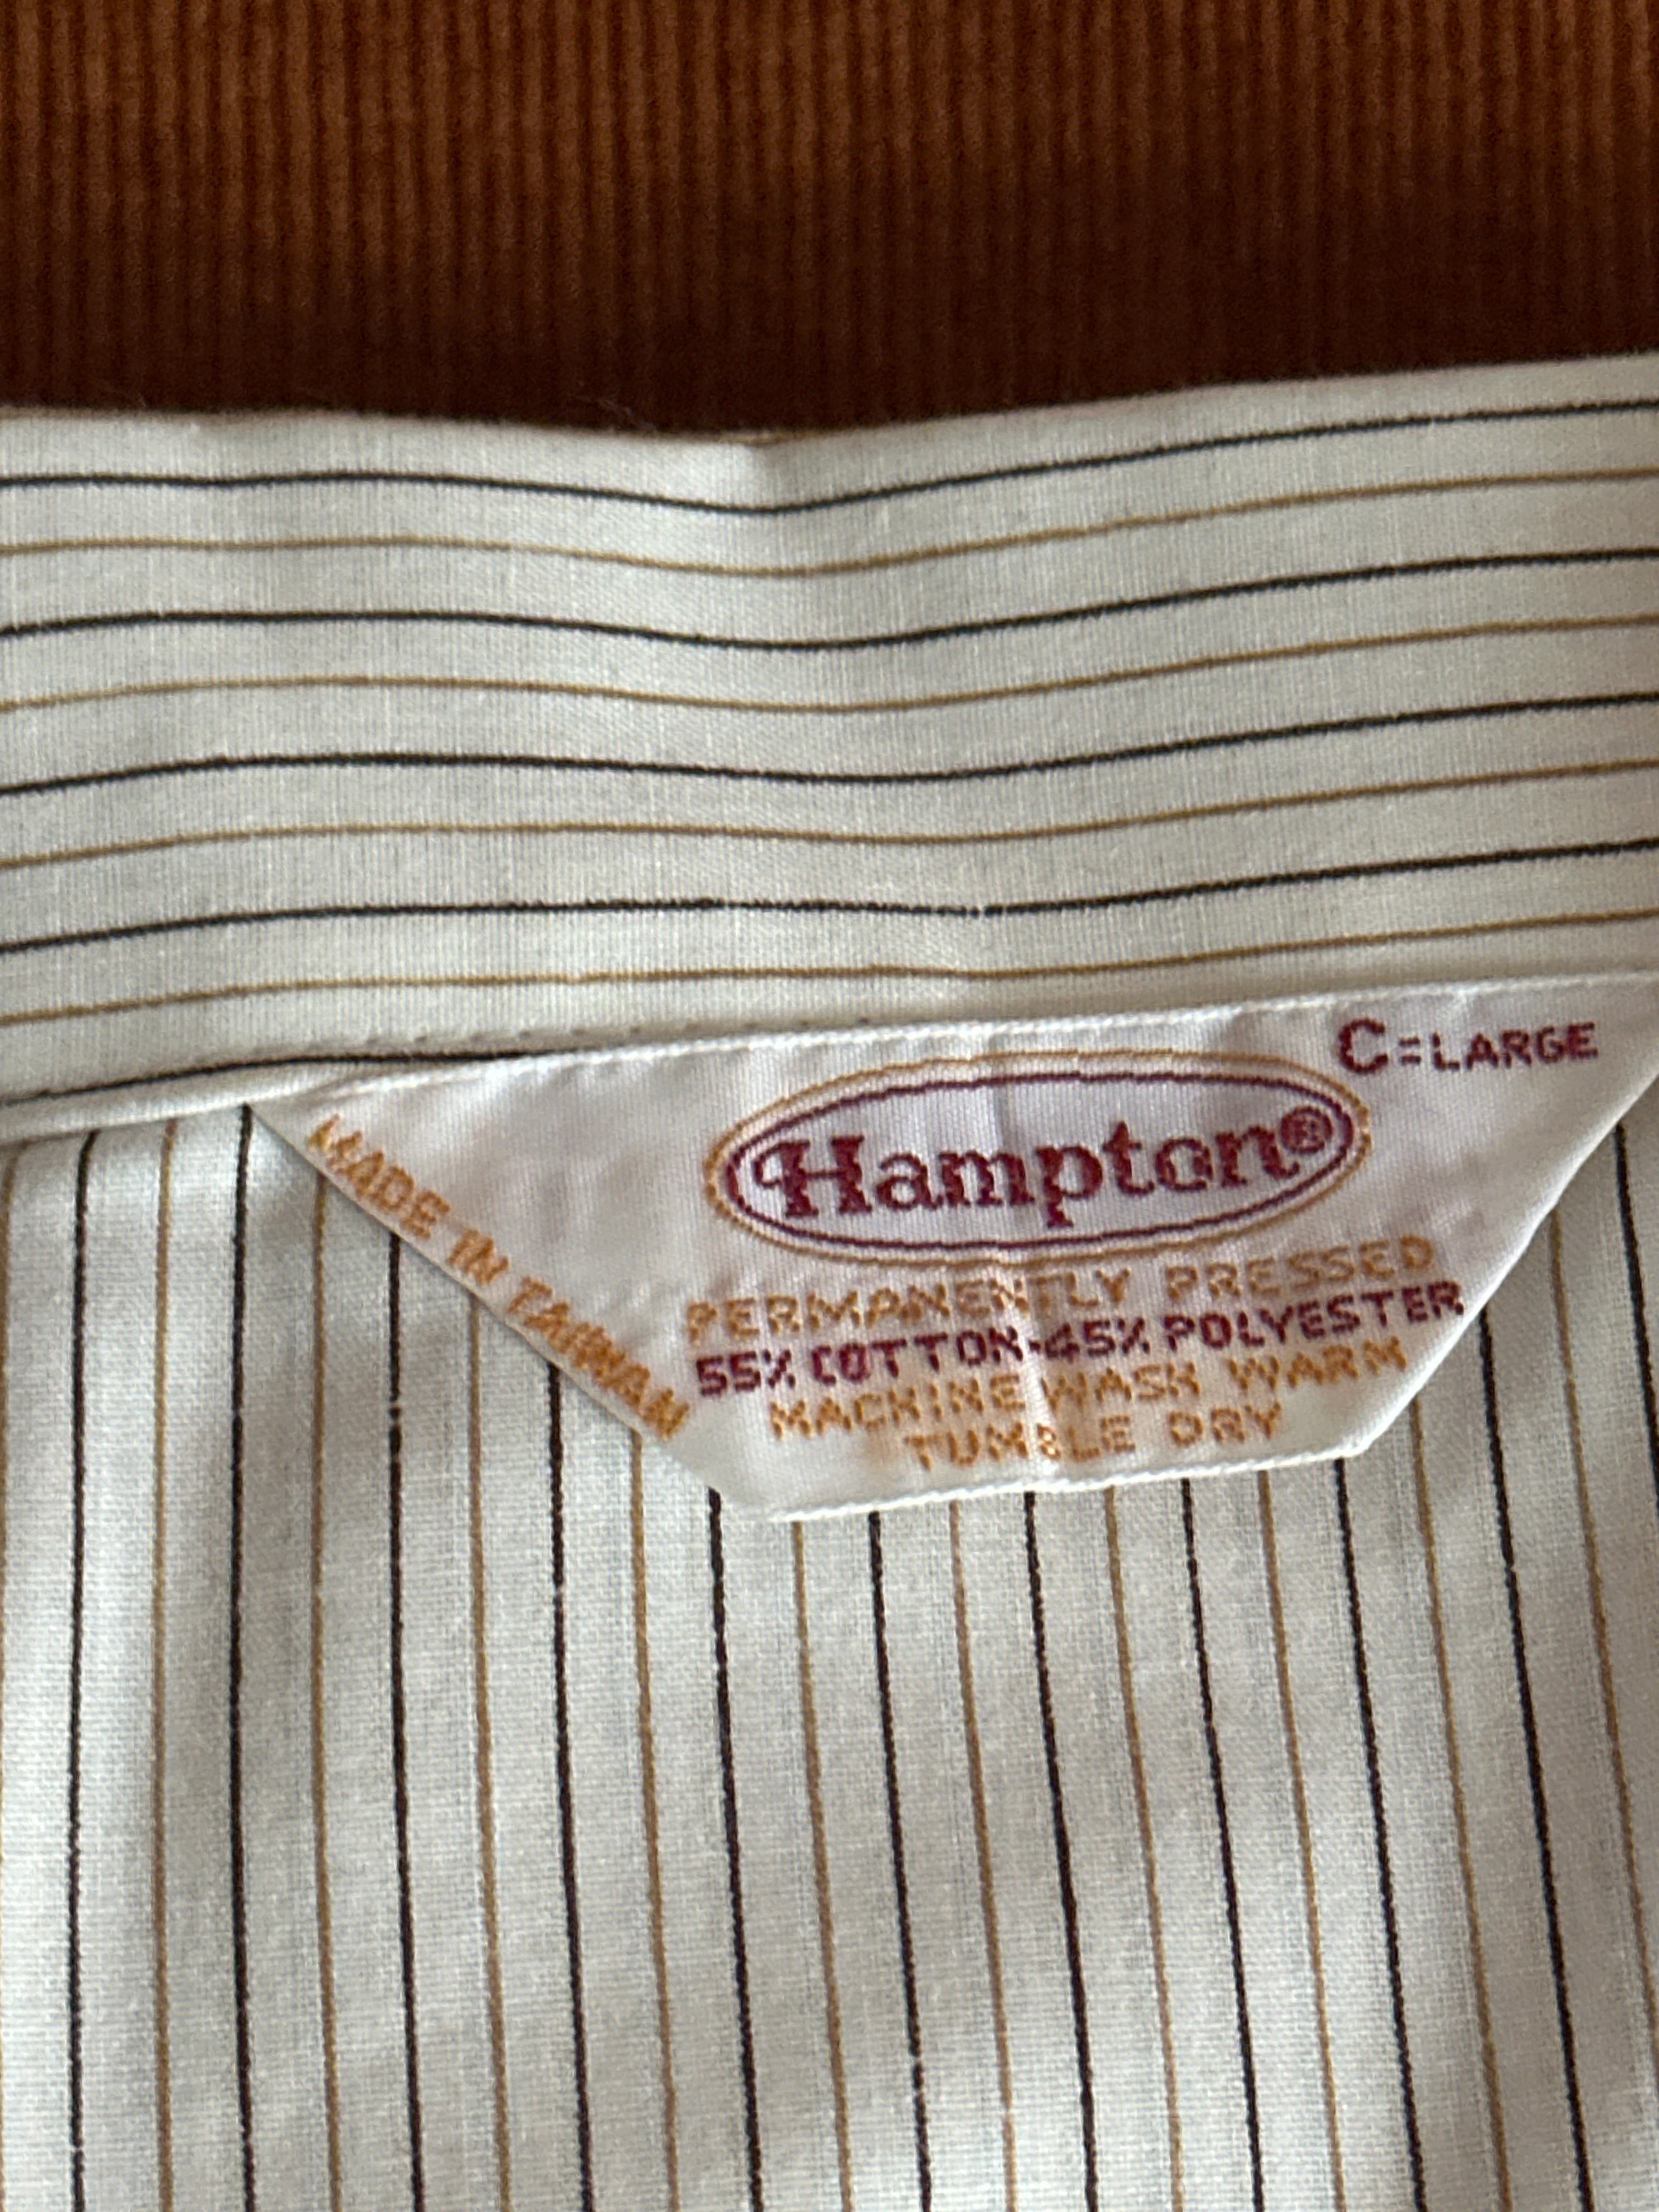 C=LARGE
Hampton®
MADE IN TAIWAN
PERMANENTLY PRESSED
55% COTTON-45% POLYESTER
MACHINE WASH WARM
TUMBLE DRY